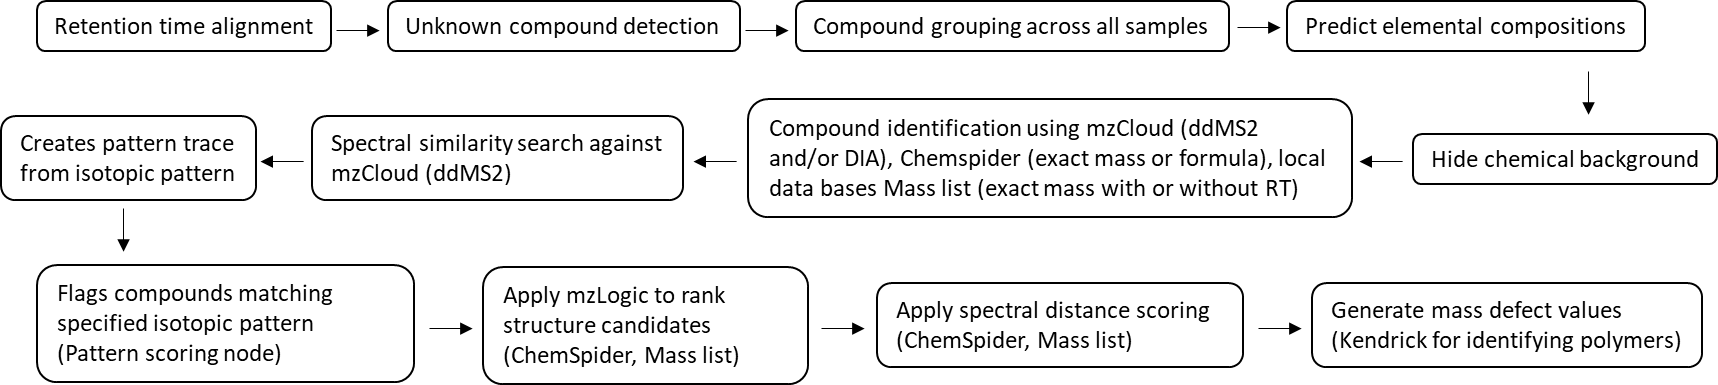 Retention time alignment
Unknown compound detection
Compound grouping across all samples
Predict elemental compositions
Hide chemical background
Compound identification using mzCloud (ddMS2
and/or DIA), Chemspider (exact mass or formula), local
data bases Mass list (exact mass with or without RT)
Spectral similarity search against
mzCloud (ddMS2)
Creates pattern trace
from isotopic pattern
Flags compounds matching
specified isotopic pattern
(Pattern scoring node)
Apply mzLogic to rank
structure candidates
(ChemSpider, Mass list)
Apply spectral distance scoring
(ChemSpider, Mass list)
Generate mass defect values
(Kendrick for identifying polymers)